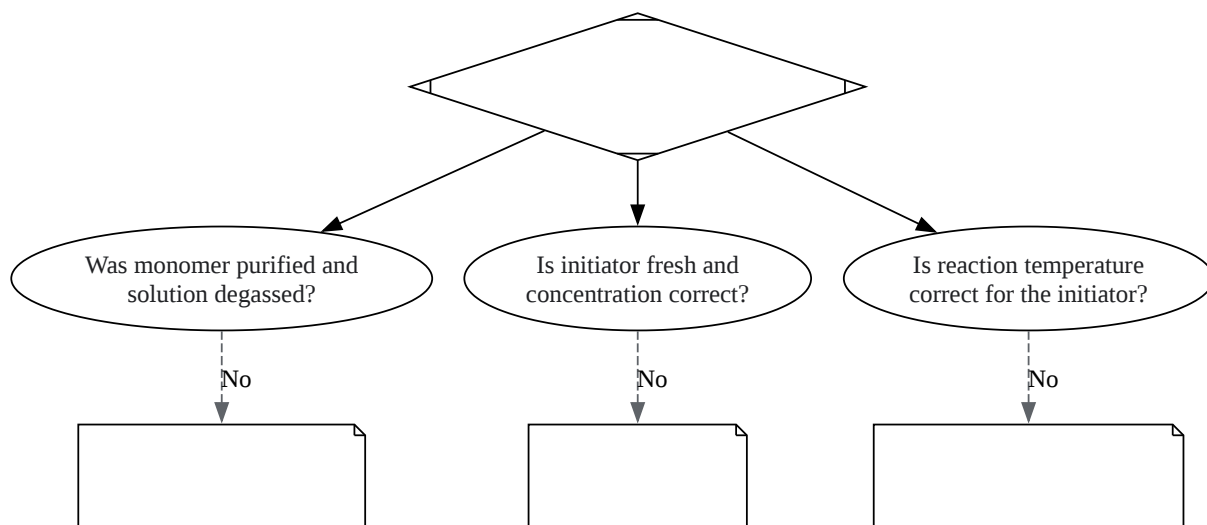 Was monomer purified and
solution degassed?
Is initiator fresh and
concentration correct?
Is reaction temperature
correct for the initiator?
No
No
No